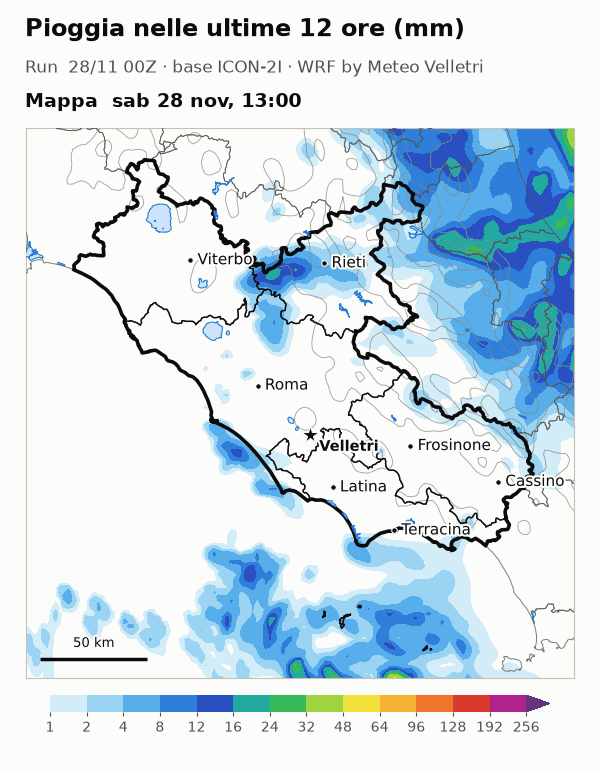 Pioggia nelle ultime 12 ore (mm)
Run 28/11 00Z · base ICON-2I · WRF by Meteo Velletri
Mappa sab 28 nov, 13:00
Viterbo
Rieti
Roma
Velletri
Frosinone
Latina
Cassino
Terracina
50 km
1 2 4 8 12 16 24 32 48 64 96 128 192 256